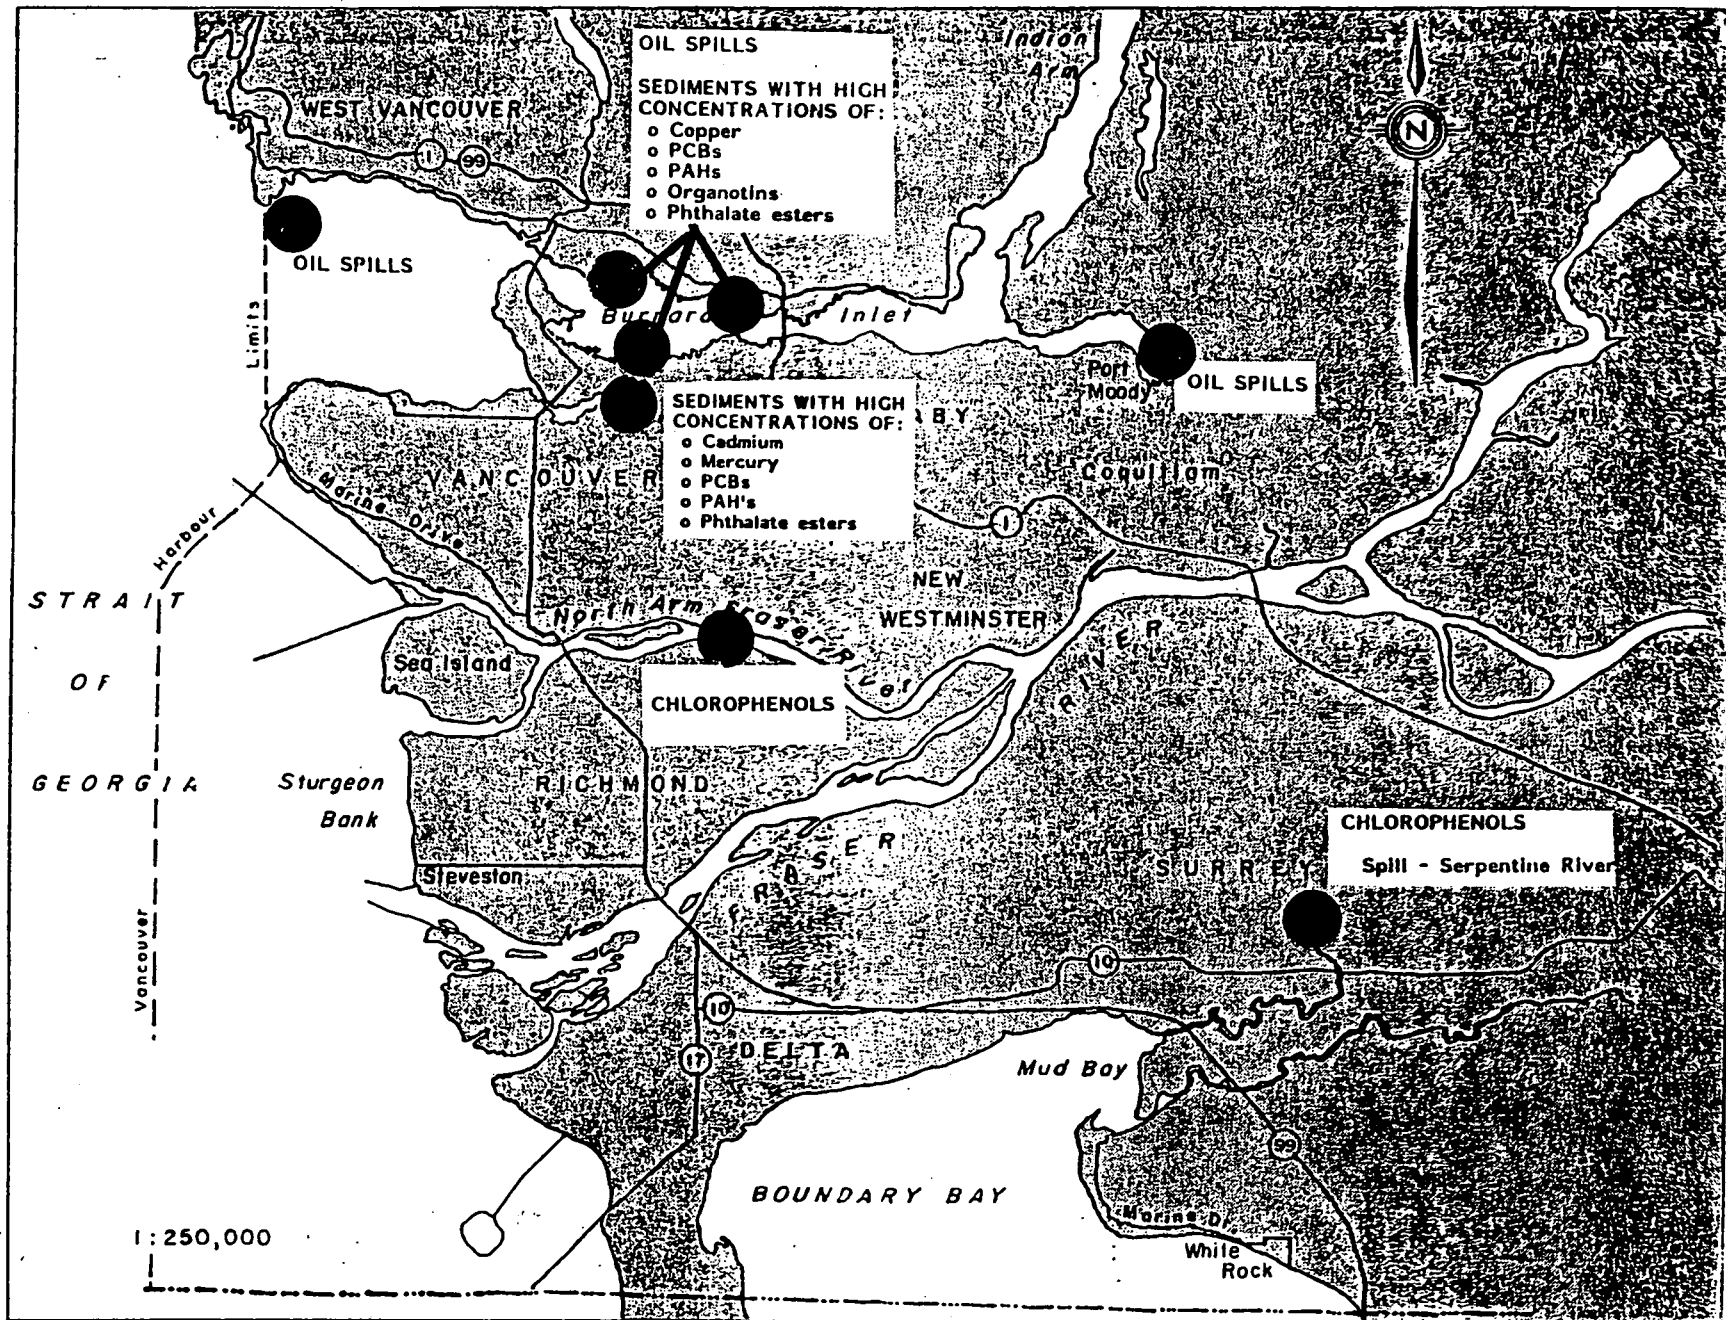 OIL SPILLS
SEDIMENTS WITH HIGH
CONCENTRATIONS OF:
o Copper
o PCBs
o PAHs
o Organotins
o Phthalate esters
Indian
Arm
WEST VANCOUVER
1
99
N
OIL SPILLS
Limits
Burrard Inlet
Port
Moody
OIL SPILLS
SEDIMENTS WITH HIGH
CONCENTRATIONS OF:
o Cadmium
o Mercury
o PCBs
o PAH's
o Phthalate esters
ABY
VANCOUVER
Coquitlam
Marine Drive
Harbour
1
STRAIT
OF
GEORGIA
NEW
WESTMINSTER
North Arm Fraser River
Sea Island
CHLOROPHENOLS
RICHMOND
Sturgeon
Bank
FRASER RIVER
CHLOROPHENOLS
Spill - Serpentine River
SURREY
Steveston
Vancouver
10
10
17
DELTA
Mud Bay
99
BOUNDARY BAY
Marine Dr
White
Rock
1:250,000